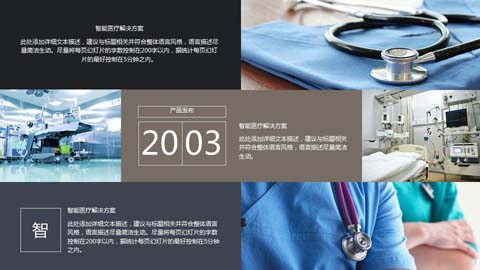 智能医疗解决方案
此处添加详细文本描述，建议与标题相关并符合整体语言风格，语言描述尽
量简洁生动。尽量将每页幻灯片的字数控制在200字以内，据统计每页幻灯
片的最好控制在5分钟之内。
产品发布
2003
智能医疗解决方案
此处添加详细文本描述，建议与标题相关
并符合整体语言风格，语言描述尽量简洁
生动。
智
智能医疗解决方案
此处添加详细文本描述，建议与标题相关并符合整体语言风
格，语言描述尽量简洁生动。尽量将每页幻灯片的字数
控制在200字以内，据统计每页幻灯片的最好控制在5分
钟之内。